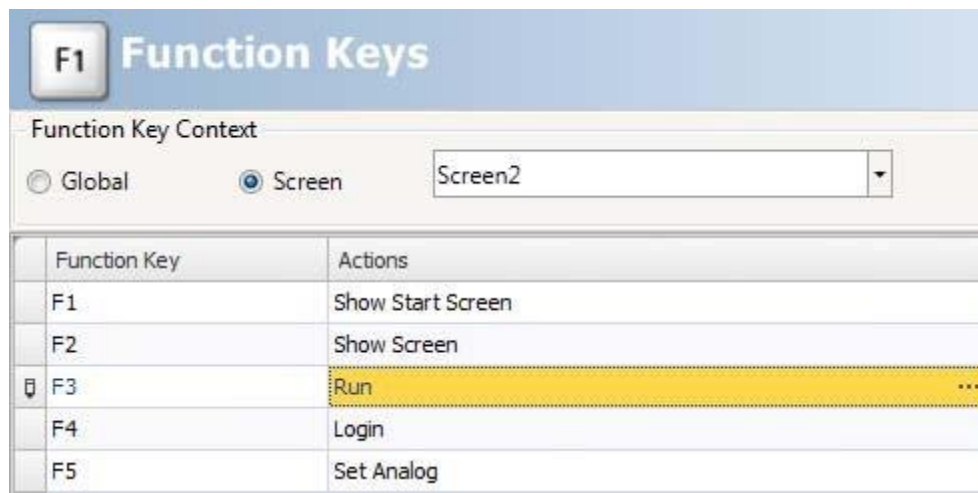 F1 Function Keys
Function Key Context
Global Screen Screen2
Function Key Actions
F1 Show Start Screen
F2 Show Screen
F3 Run ...
F4 Login
F5 Set Analog